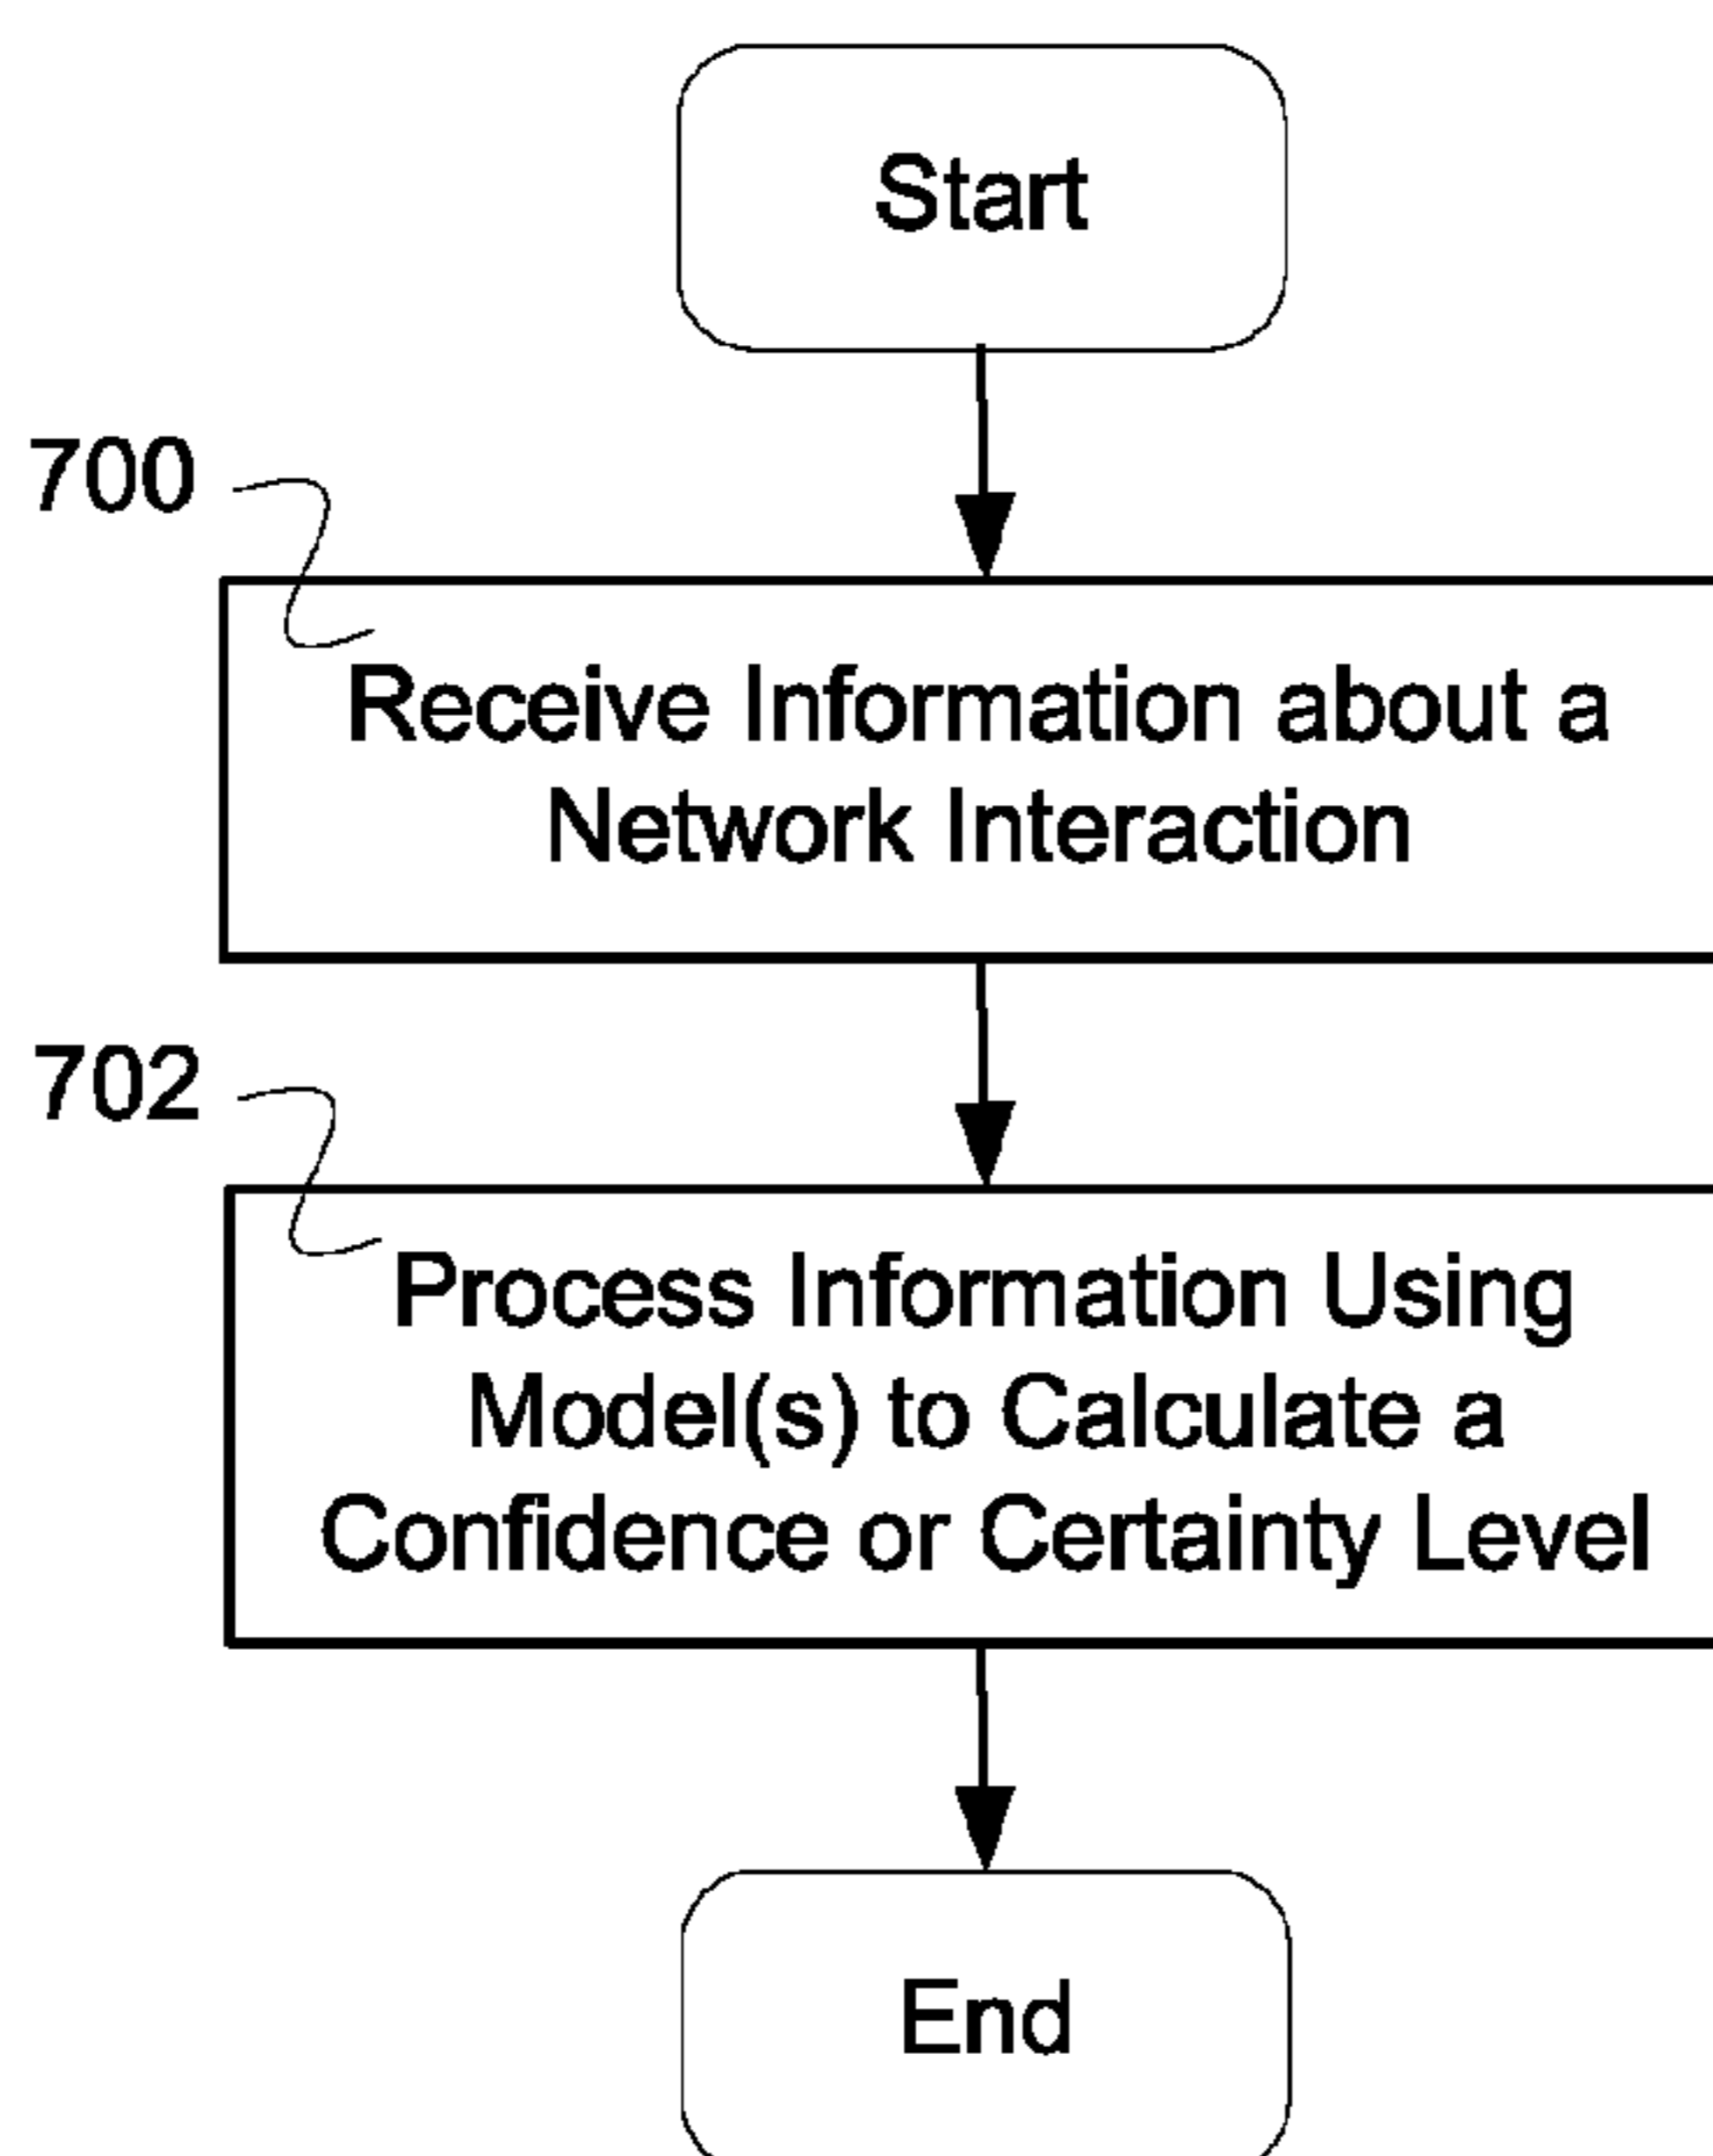 Start
700
Receive Information about a
Network Interaction
702
Process Information Using
Model(s) to Calculate a
Confidence or Certainty Level
End